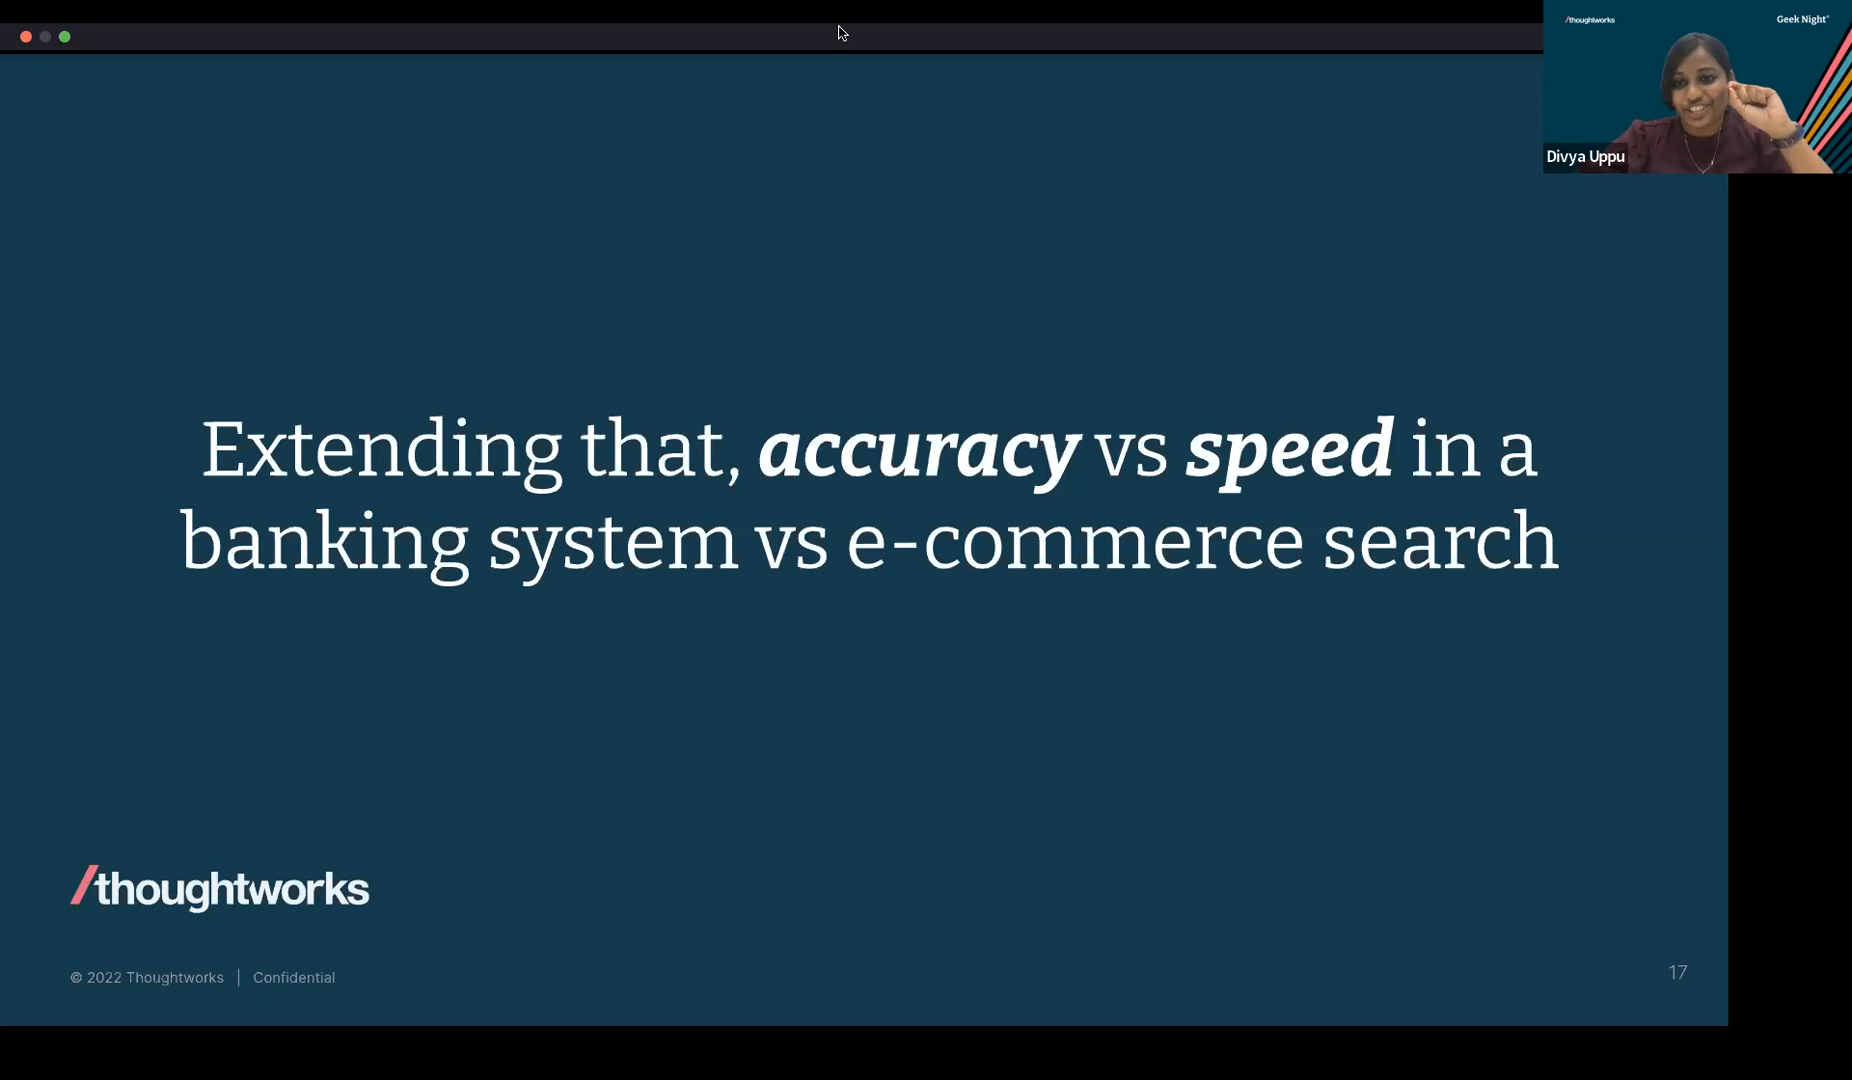 /thoughtworks
Geek Night®
Divya Uppu
Extending that, accuracy vs speed in a
banking system vs e-commerce search
/thoughtworks
© 2022 Thoughtworks | Confidential
17